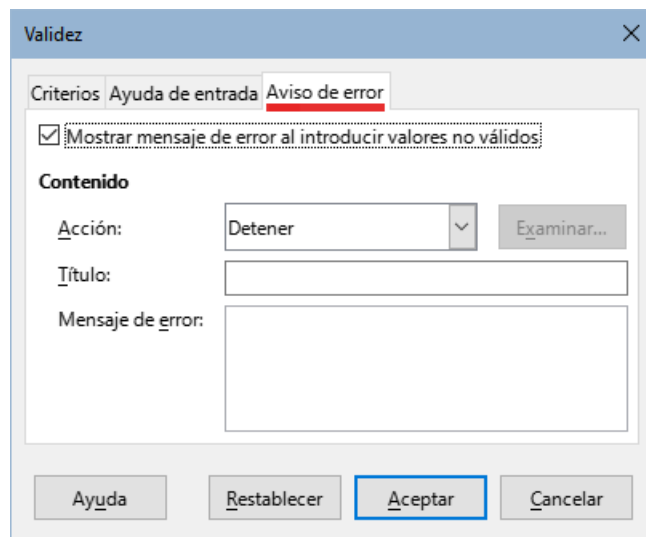 Validez
Criterios Ayuda de entrada Aviso de error
Mostrar mensaje de error al introducir valores no válidos
Contenido
Acción: Detener Examinar...
Título:
Mensaje de error:
Ayuda Restablecer Aceptar Cancelar